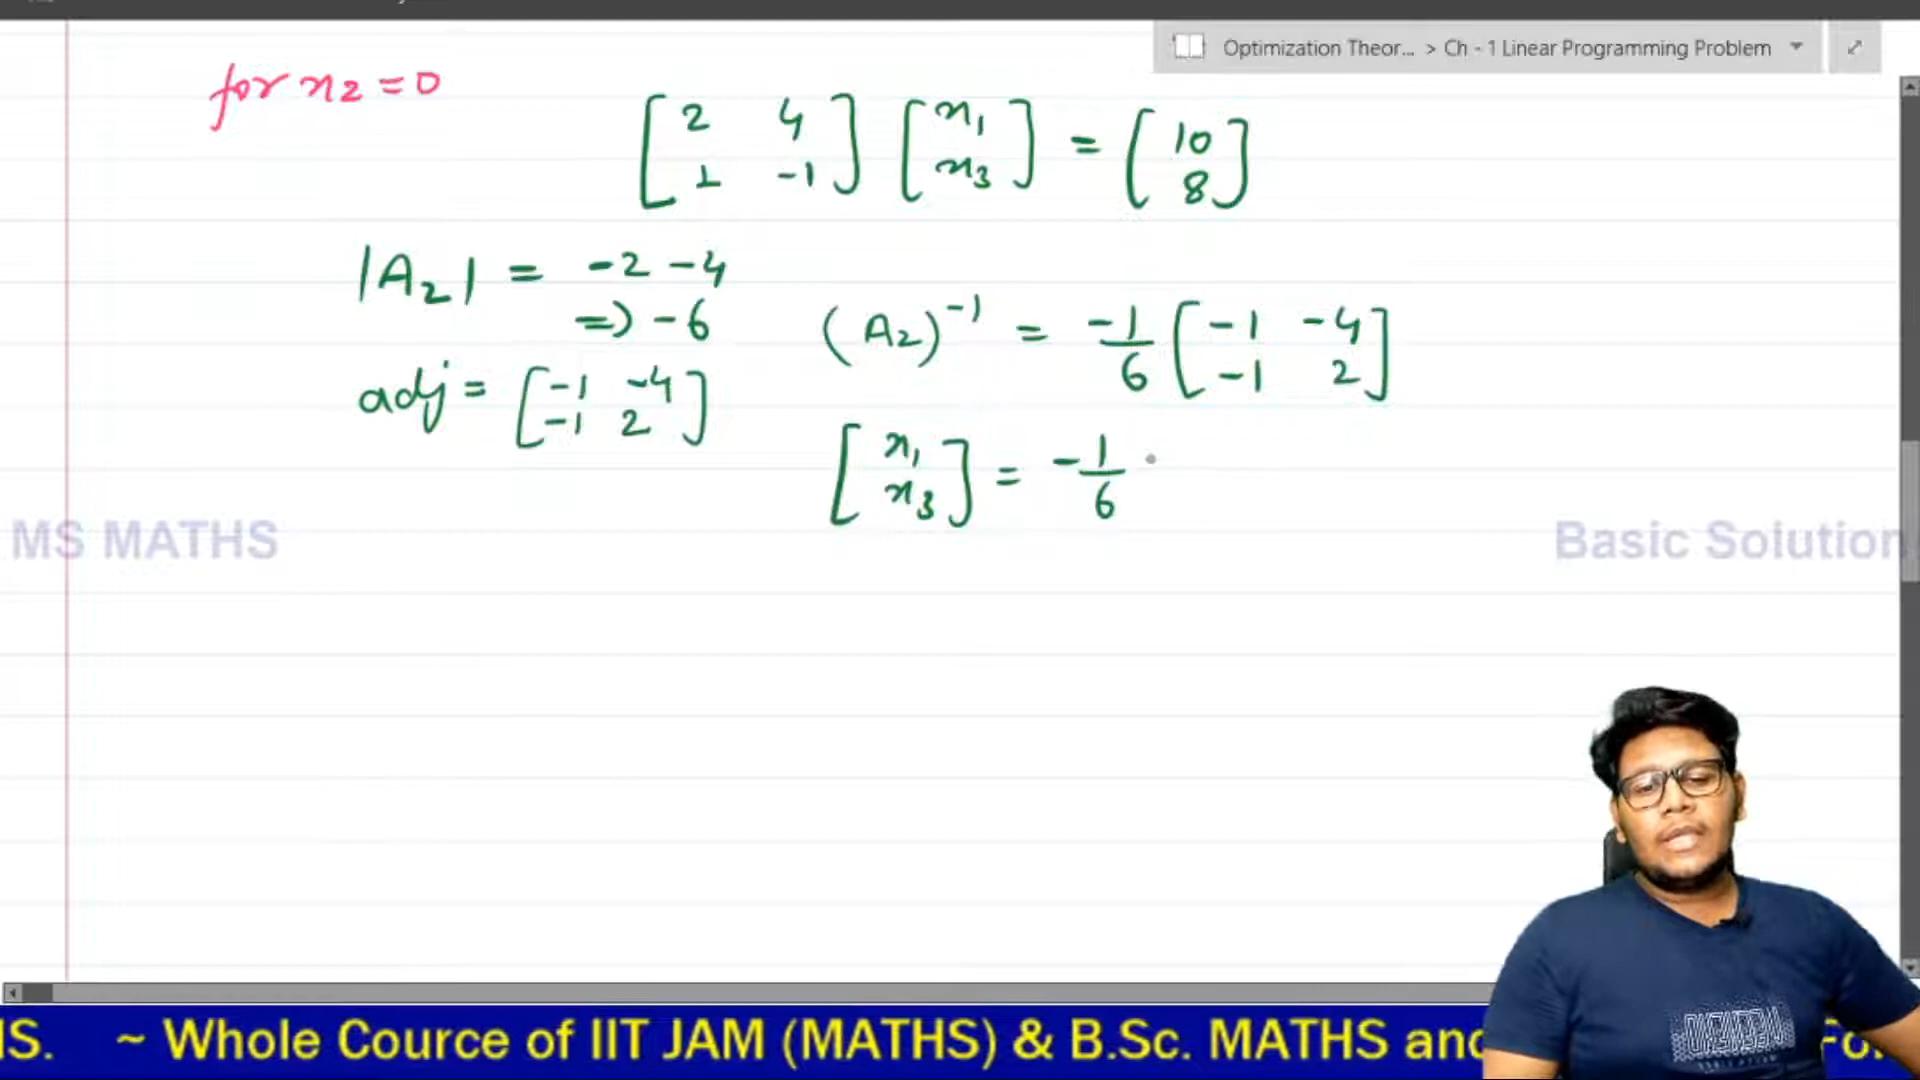 Optimization Theor... > Ch - 1 Linear Programming Problem
for x2 = 0
[2 4
1 -1] [x1
x3] = [10
8]
|A2| = -2 -4
=> -6
(A2)^-1 = -1/6 [-1 -4
-1 2]
adj = [-1 -4
-1 2]
[x1
x3] = -1/6
MS MATHS
Basic Solution
IS. ~ Whole Cource of IIT JAM (MATHS) & B.Sc. MATHS and Fo